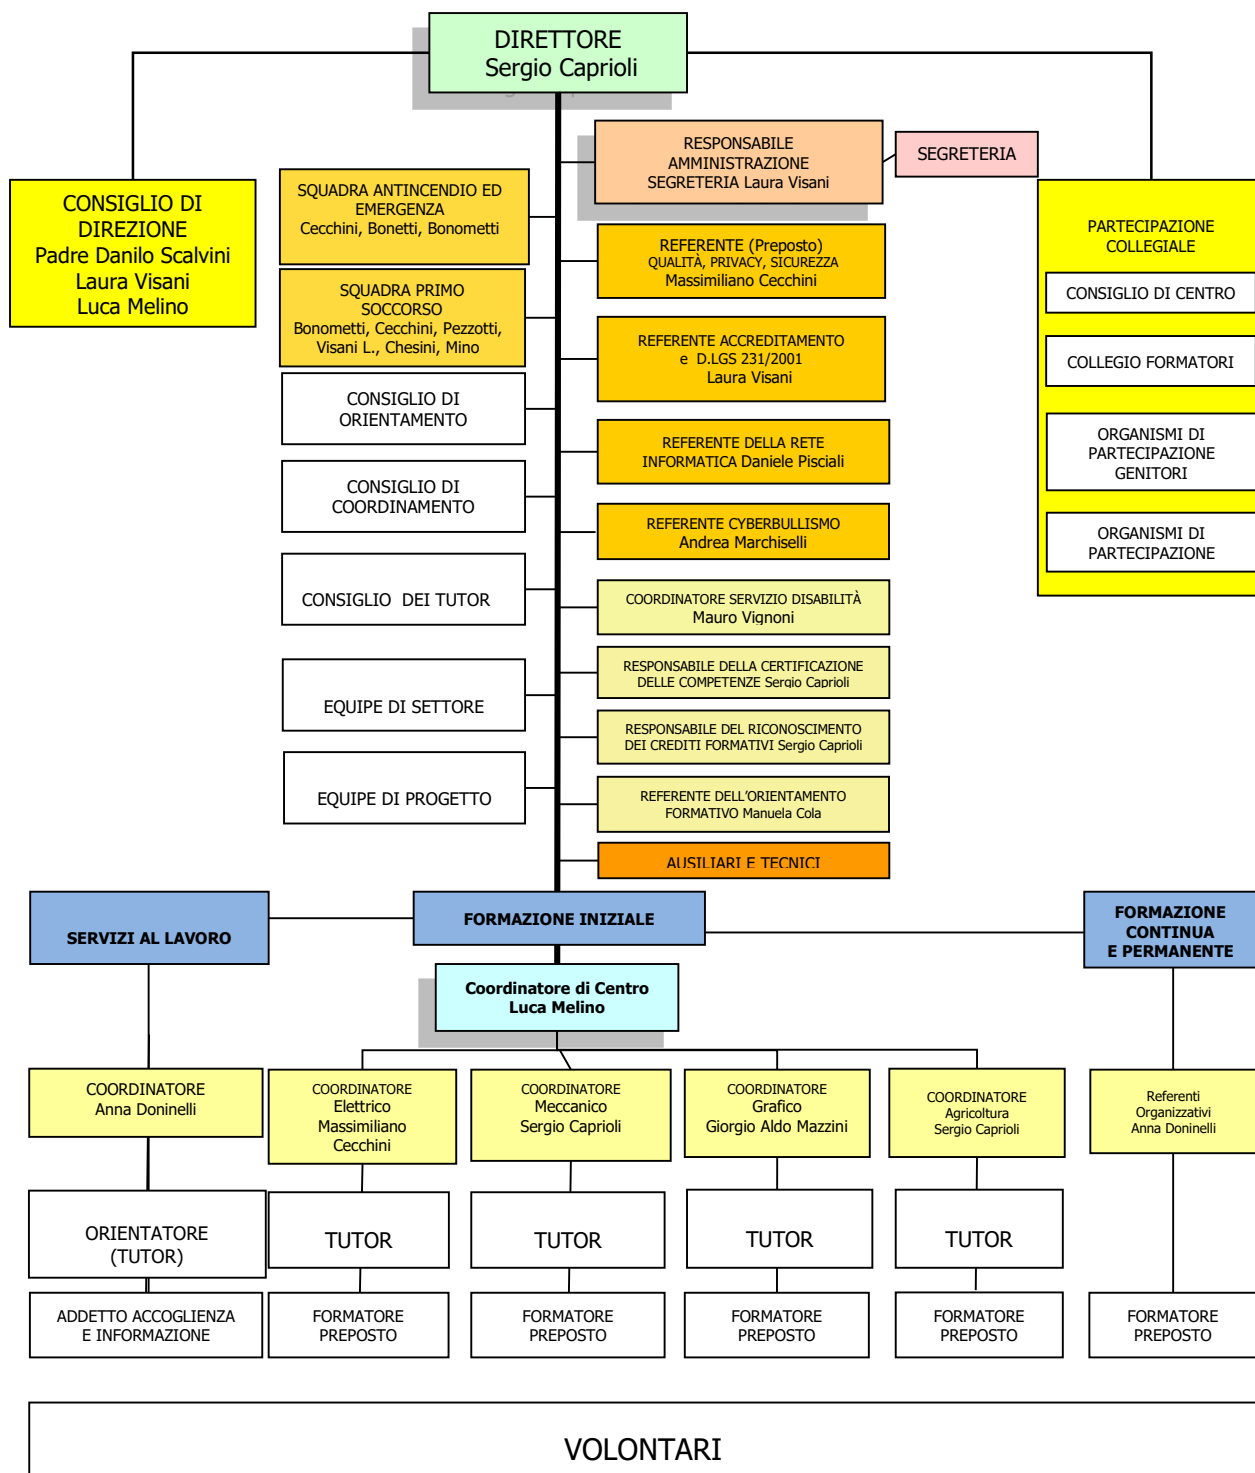 DIRETTORE
Sergio Caprioli
CONSIGLIO DI
DIREZIONE
Padre Danilo Scalvini
Laura Visani
Luca Melino
SQUADRA ANTINCENDIO ED
EMERGENZA
Cecchini, Bonetti, Bonometti
SQUADRA PRIMO
SOCCORSO
Bonometti, Cecchini, Pezzotti,
Visani L., Chesini, Mino
CONSIGLIO DI
ORIENTAMENTO
CONSIGLIO DI
COORDINAMENTO
CONSIGLIO DEI TUTOR
EQUIPE DI SETTORE
EQUIPE DI PROGETTO
RESPONSABILE
AMMINISTRAZIONE
SEGRETERIA Laura Visani
SEGRETERIA
REFERENTE (Preposto)
QUALITÀ, PRIVACY, SICUREZZA
Massimiliano Cecchini
REFERENTE ACCREDITAMENTO
e D.LGS 231/2001
Laura Visani
REFERENTE DELLA RETE
INFORMATICA Daniele Pisciali
REFERENTE CYBERBULLISMO
Andrea Marchiselli
COORDINATORE SERVIZIO DISABILITÀ
Mauro Vignoni
RESPONSABILE DELLA CERTIFICAZIONE
DELLE COMPETENZE Sergio Caprioli
RESPONSABILE DEL RICONOSCIMENTO
DEI CREDITI FORMATIVI Sergio Caprioli
REFERENTE DELL'ORIENTAMENTO
FORMATIVO Manuela Cola
AUSILIARI E TECNICI
PARTECIPAZIONE
COLLEGIALE
CONSIGLIO DI CENTRO
COLLEGIO FORMATORI
ORGANISMI DI
PARTECIPAZIONE
GENITORI
ORGANISMI DI
PARTECIPAZIONE
SERVIZI AL LAVORO
FORMAZIONE INIZIALE
FORMAZIONE
CONTINUA
E PERMANENTE
Coordinatore di Centro
Luca Melino
COORDINATORE
Anna Doninelli
COORDINATORE
Elettrico
Massimiliano
Cecchini
COORDINATORE
Meccanico
Sergio Caprioli
COORDINATORE
Grafico
Giorgio Aldo Mazzini
COORDINATORE
Agricoltura
Sergio Caprioli
Referenti
Organizzativi
Anna Doninelli
ORIENTATORE
(TUTOR)
TUTOR
TUTOR
TUTOR
TUTOR
ADDETTO ACCOGLIENZA
E INFORMAZIONE
FORMATORE
PREPOSTO
FORMATORE
PREPOSTO
FORMATORE
PREPOSTO
FORMATORE
PREPOSTO
FORMATORE
PREPOSTO
VOLONTARI